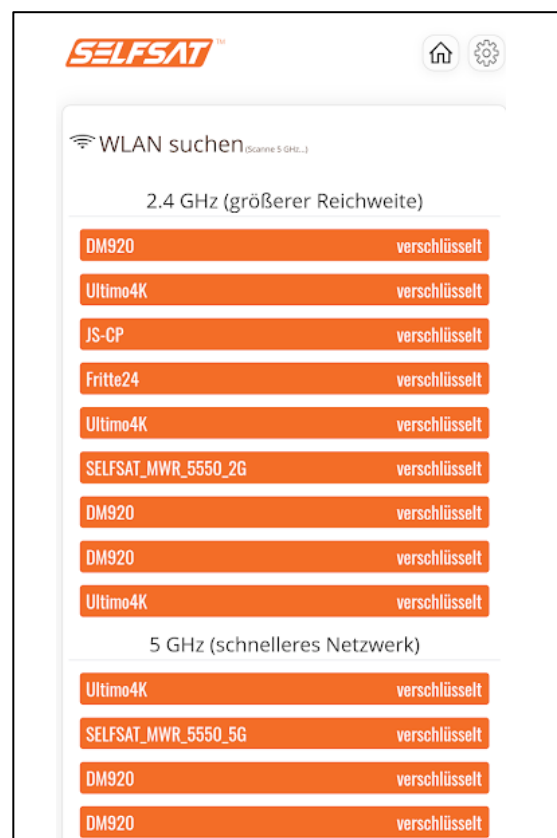 SELFSAT™
WLAN suchen(Scanne 5 GHz...)
2.4 GHz (größerer Reichweite)
DM920 verschlüsselt
Ultimo4K verschlüsselt
JS-CP verschlüsselt
Fritte24 verschlüsselt
Ultimo4K verschlüsselt
SELFSAT_MWR_5550_2G verschlüsselt
DM920 verschlüsselt
DM920 verschlüsselt
Ultimo4K verschlüsselt
5 GHz (schnelleres Netzwerk)
Ultimo4K verschlüsselt
SELFSAT_MWR_5550_5G verschlüsselt
DM920 verschlüsselt
DM920 verschlüsselt